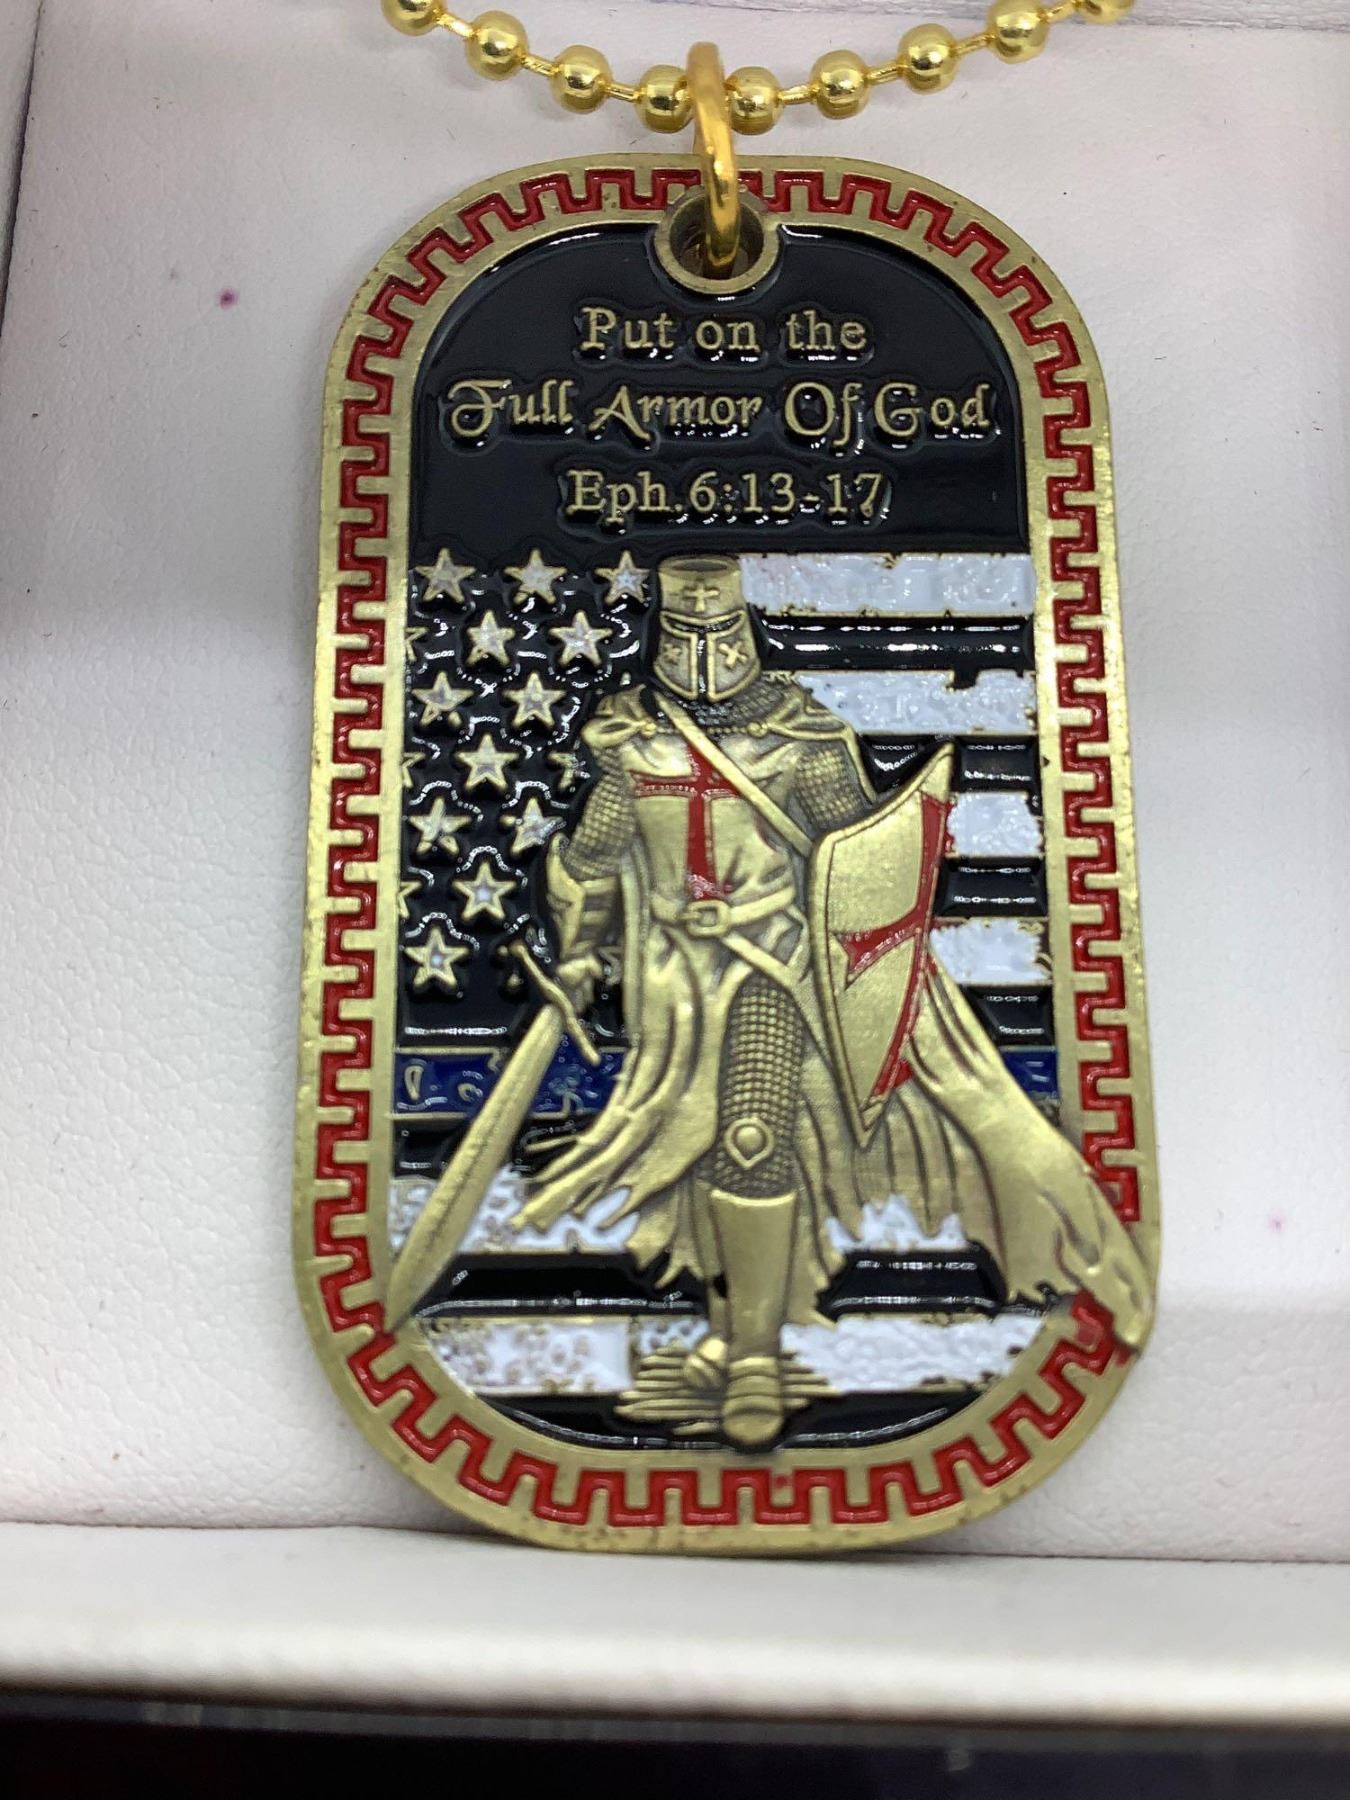 Put on the
Full Armor Of God
Eph.6:13-17